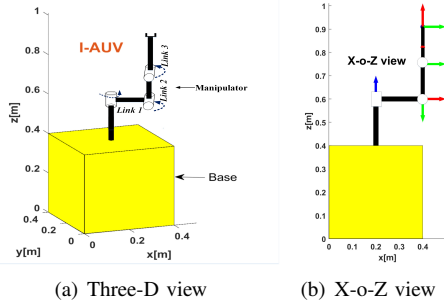 I-AUV
Link 3
Link 2
Link 1
Manipulator
Base
z[m]
1
0.8
0.6
0.4
0.2
0
0.4
0.2
0
y[m]
0
0.2
0.4
x[m]
X-o-Z view
z[m]
1
0.9
0.8
0.7
0.6
0.5
0.4
0.3
0.2
0.1
0
0
0.1
0.2
0.3
0.4
x[m]
(a) Three-D view
(b) X-o-Z view